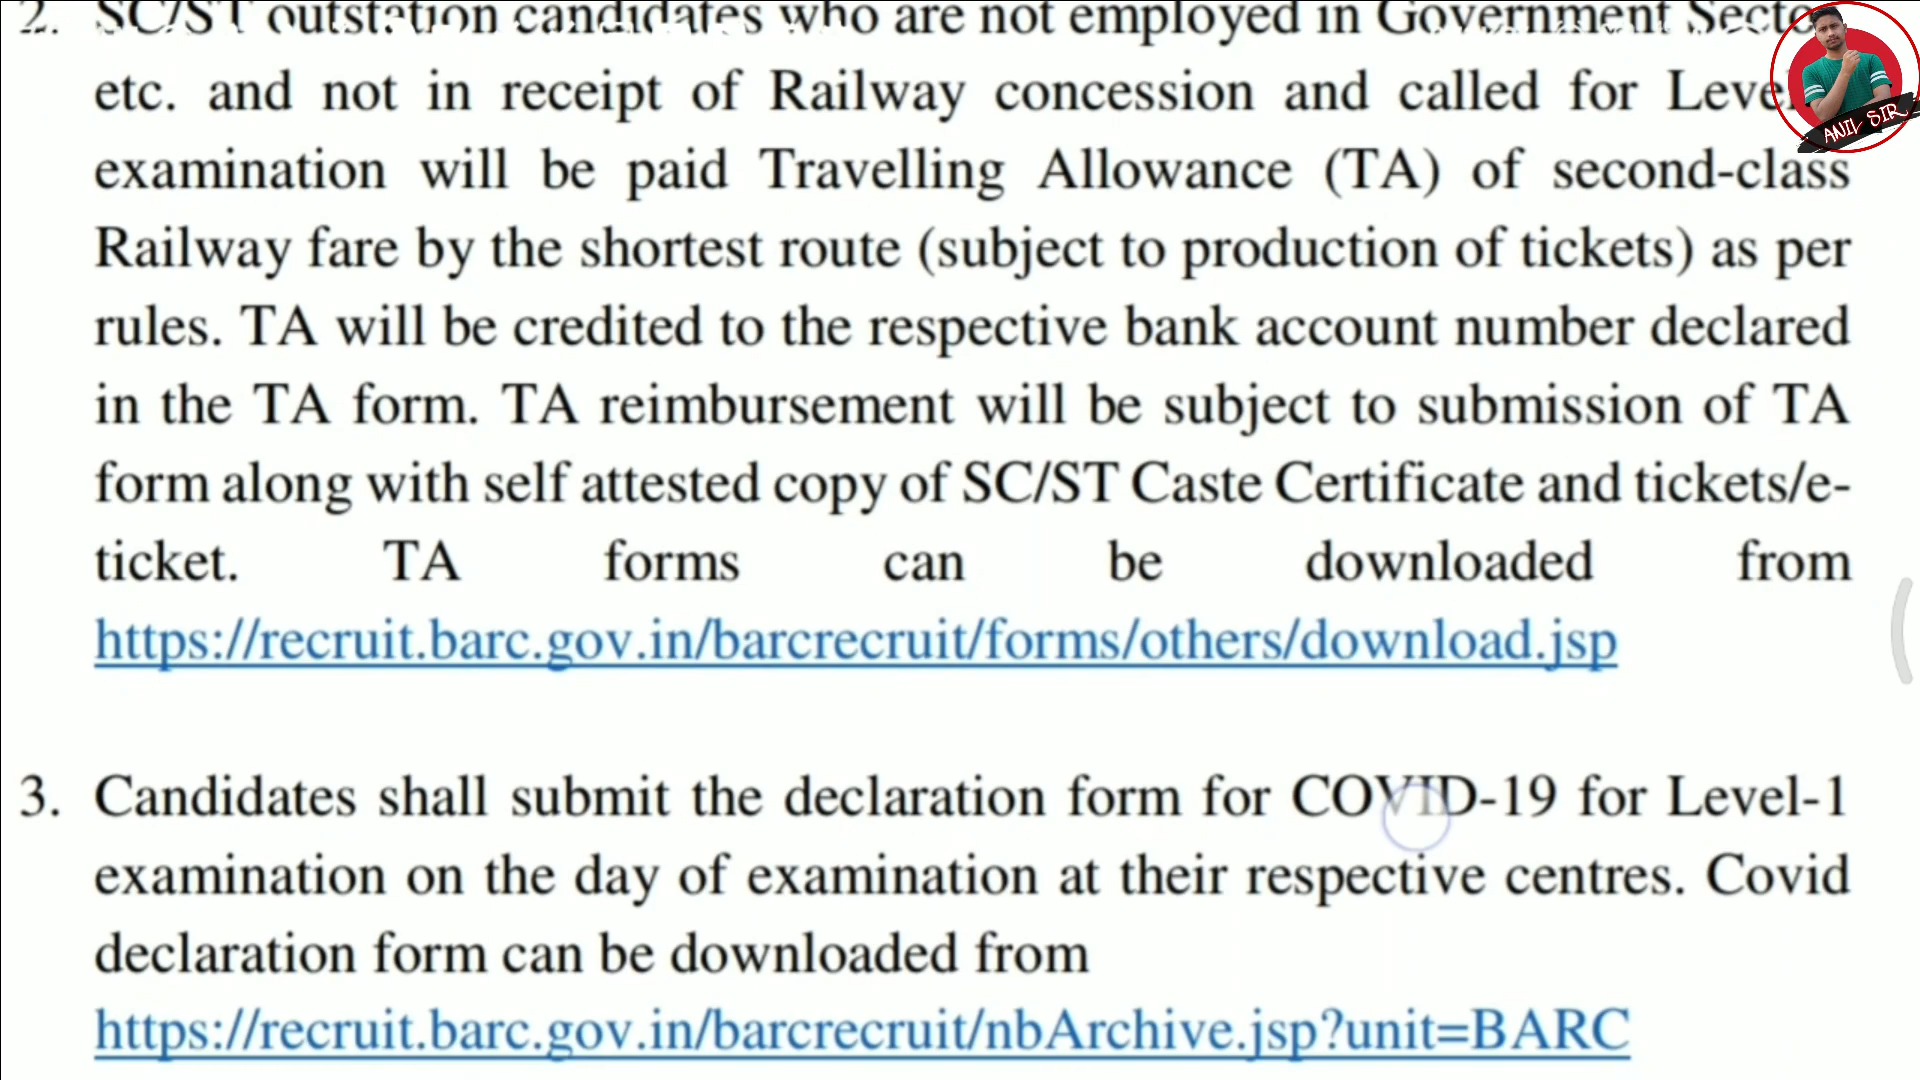 2. SC/ST outstation candidates who are not employed in Government
etc. and not in receipt of Railway concession and called for
examination will be paid Travelling Allowance (TA) of second-class
Railway fare by the shortest route (subject to production of tickets) as per
rules. TA will be credited to the respective bank account number declared
in the TA form. TA reimbursement will be subject to submission of TA
form along with self attested copy of SC/ST Caste Certificate and tickets/e-
ticket. TA forms can be downloaded from
https://recruit.barc.gov.in/barcrecruit/forms/others/download.jsp
3. Candidates shall submit the declaration form for COVID-19 for Level-1
examination on the day of examination at their respective centres. Covid
declaration form can be downloaded from
https://recruit.barc.gov.in/barcrecruit/nbArchive.jsp?unit=BARC
ANIL SIR